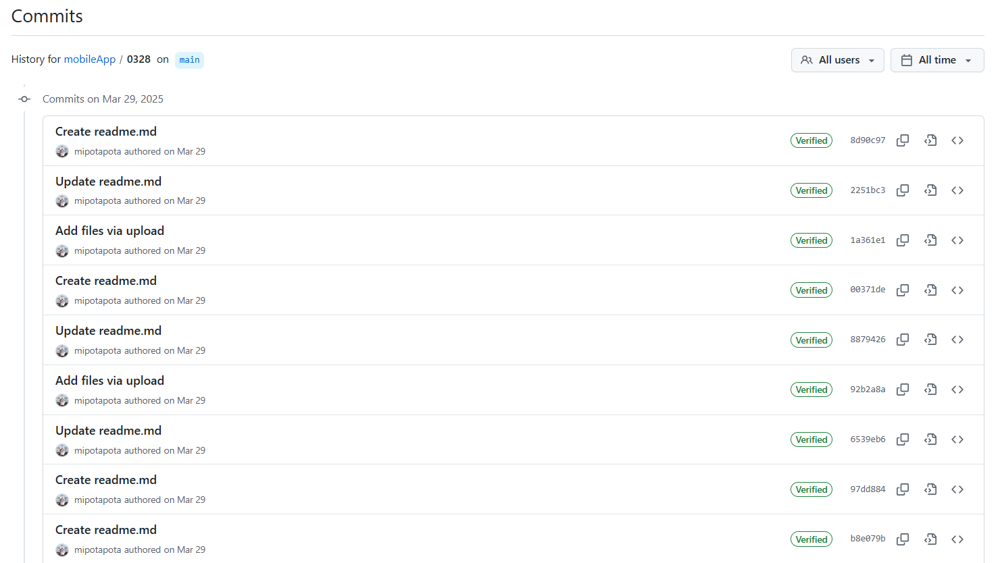 Commits
History for mobileApp / 0328 on main
All users
All time
Commits on Mar 29, 2025
Create readme.md
mipotapota authored on Mar 29
Verified
8d90c97
Update readme.md
mipotapota authored on Mar 29
Verified
2251bc3
Add files via upload
mipotapota authored on Mar 29
Verified
1a361e1
Create readme.md
mipotapota authored on Mar 29
Verified
00371de
Update readme.md
mipotapota authored on Mar 29
Verified
8879426
Add files via upload
mipotapota authored on Mar 29
Verified
92b2a8a
Update readme.md
mipotapota authored on Mar 29
Verified
6539eb6
Create readme.md
mipotapota authored on Mar 29
Verified
97dd884
Create readme.md
mipotapota authored on Mar 29
Verified
b8e079b